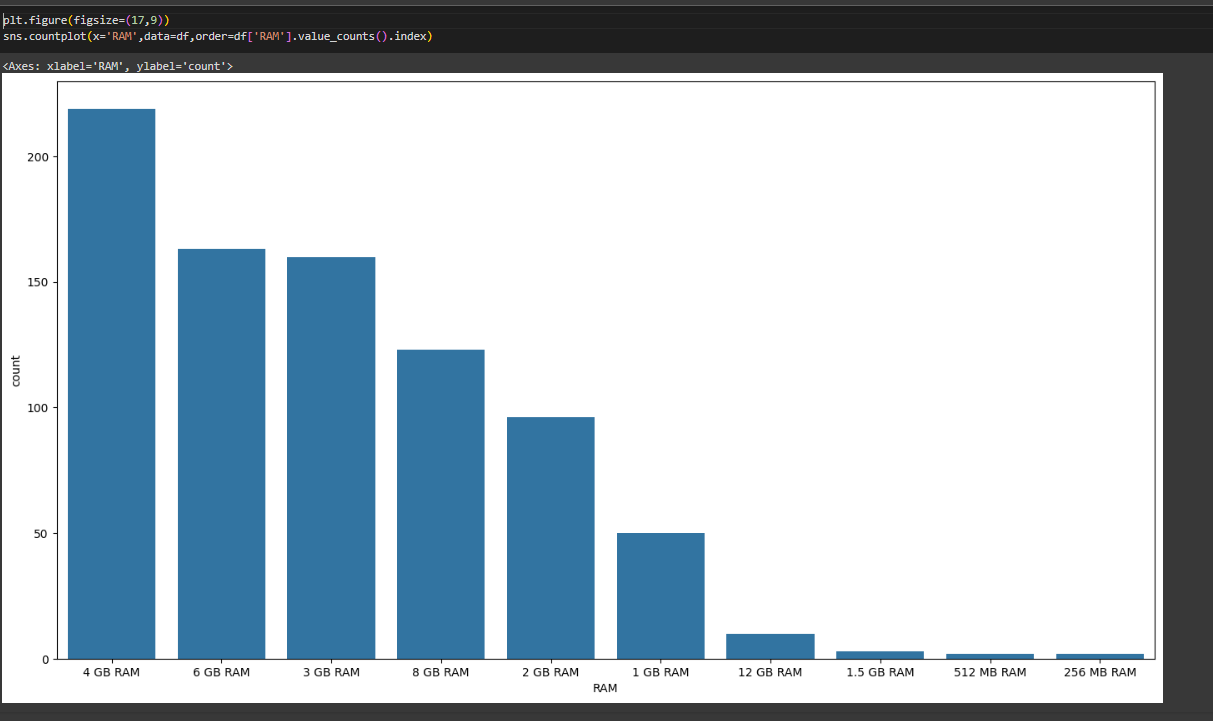 plt.figure(figsize=(17,9))
sns.countplot(x='RAM',data=df,order=df['RAM'].value_counts().index)
<Axes: xlabel='RAM', ylabel='count'>
200
150
100
50
0
count
4 GB RAM 6 GB RAM 3 GB RAM 8 GB RAM 2 GB RAM 1 GB RAM 12 GB RAM 1.5 GB RAM 512 MB RAM 256 MB RAM
RAM